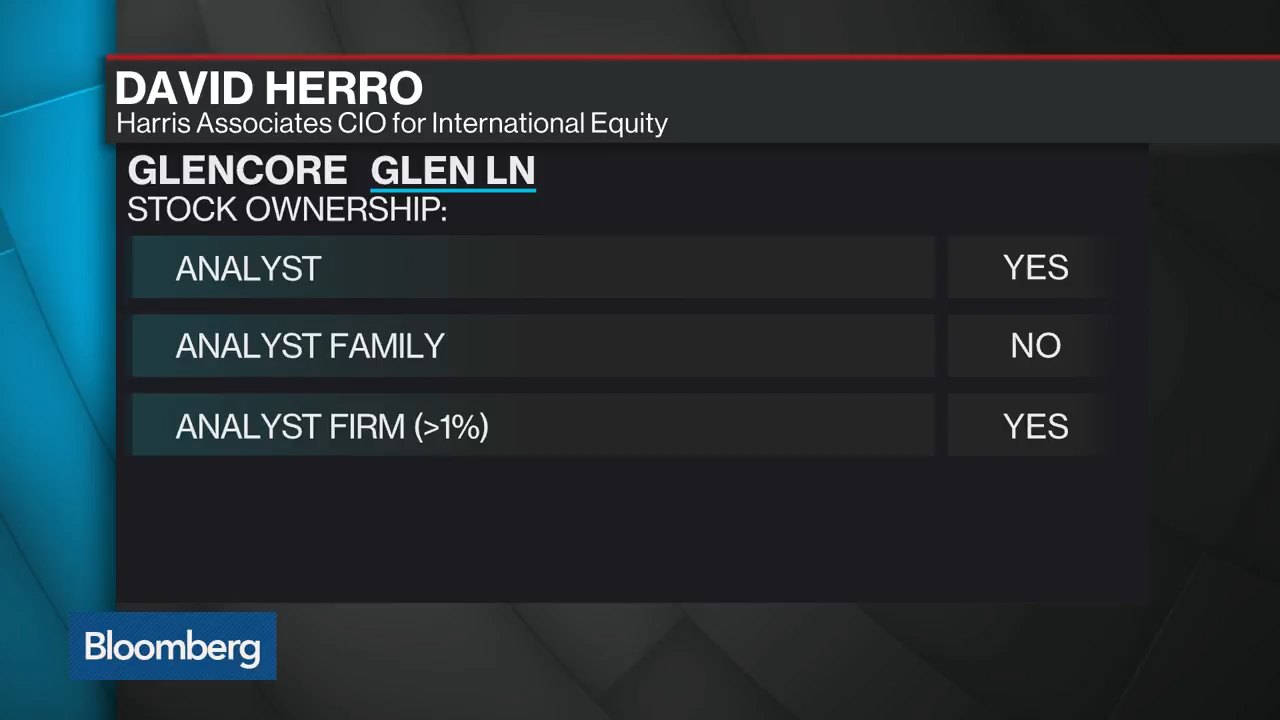 DAVID HERRO
Harris Associates CIO for International Equity
GLENCORE GLEN LN
STOCK OWNERSHIP:
ANALYST YES
ANALYST FAMILY NO
ANALYST FIRM (>1%) YES
Bloomberg